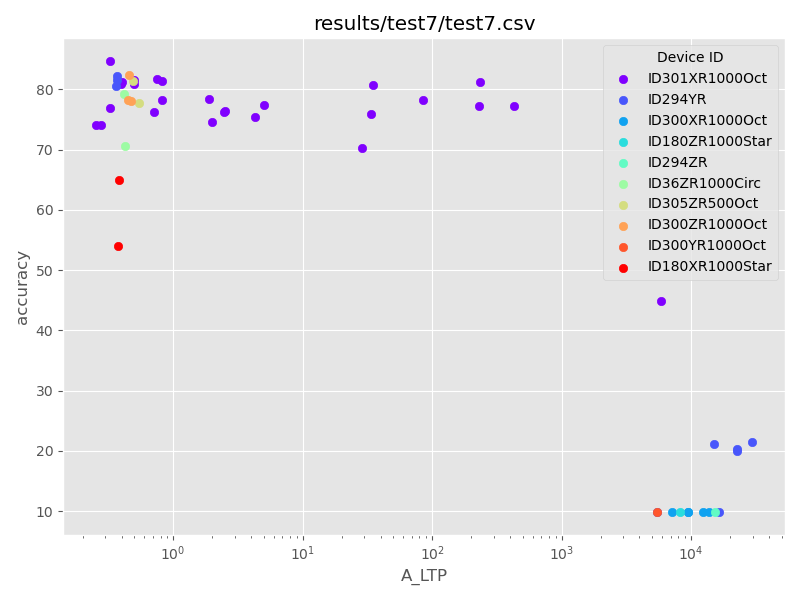 results/test7/test7.csv
Device ID
ID301XR1000Oct
ID294YR
ID300XR1000Oct
ID180ZR1000Star
ID294ZR
ID36ZR1000Circ
ID305ZR500Oct
ID300ZR1000Oct
ID300YR1000Oct
ID180XR1000Star
accuracy
80
70
60
50
40
30
20
10
10⁰ 10¹ 10² 10³ 10⁴
A_LTP